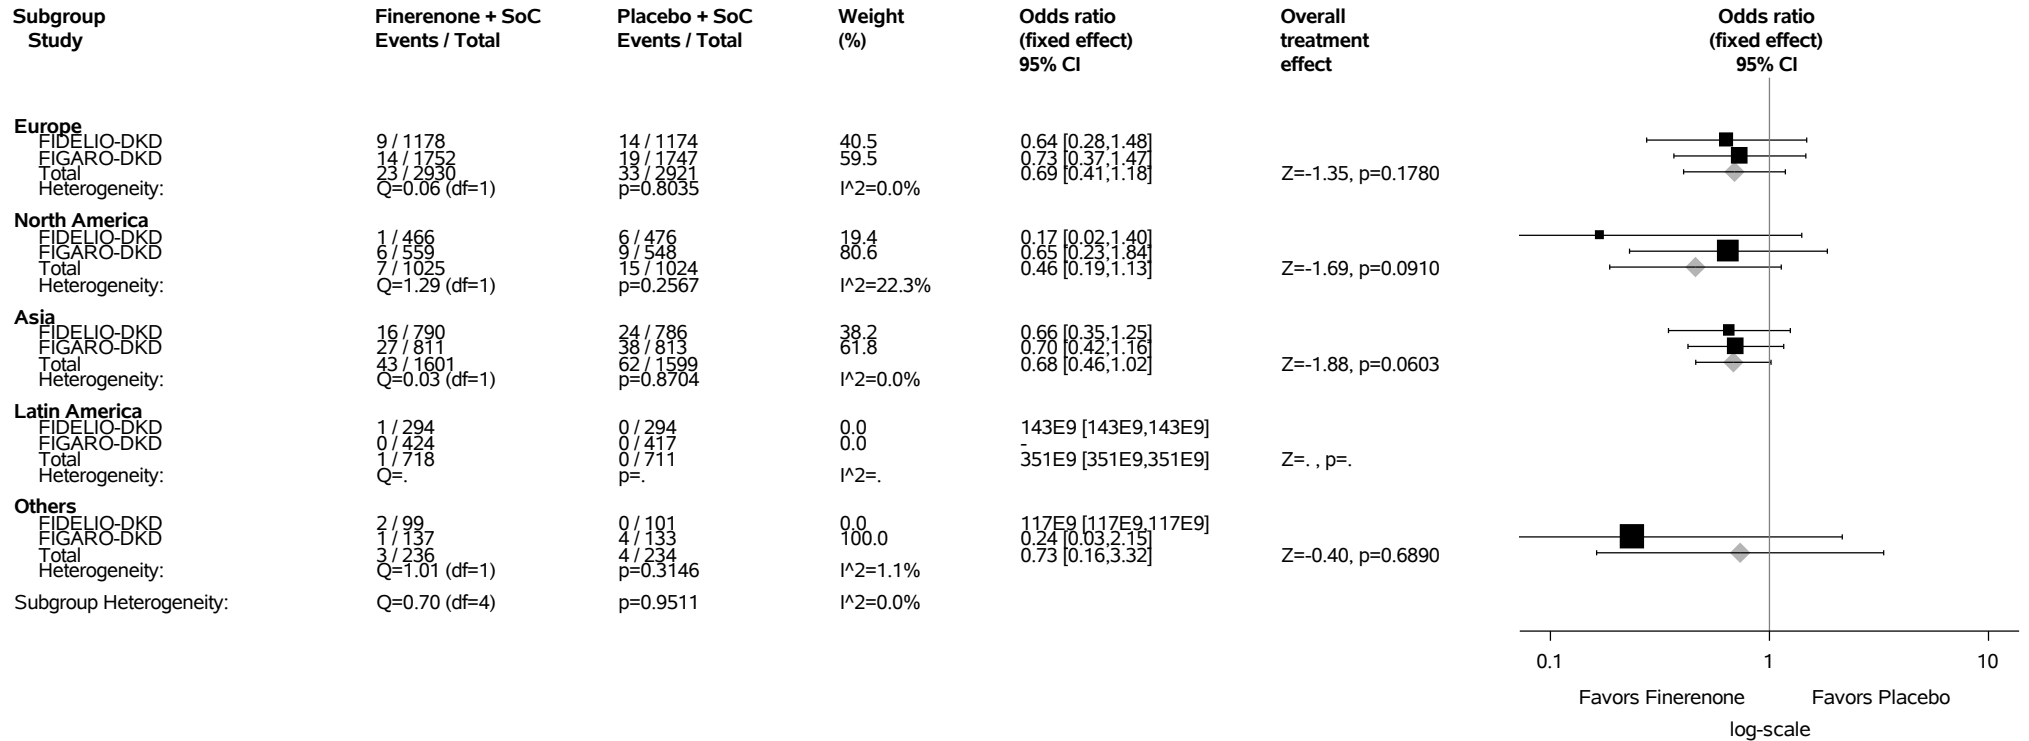 Subgroup Finerenone + SoC Placebo + SoC Weight Odds ratio Overall Odds ratio
Study Events / Total Events / Total (%) (fixed effect) treatment (fixed effect)
95% CI effect 95% CI
Europe
FIDELIO-DKD 9 / 1178 14 / 1174 40.5 0.64 [0.28,1.48]
FIGARO-DKD 14 / 1752 19 / 1747 59.5 0.73 [0.37,1.47]
Total 23 / 2930 33 / 2921 0.69 [0.41,1.18] Z=-1.35, p=0.1780
Heterogeneity: Q=0.06 (df=1) p=0.8035 I^2=0.0%
North America
FIDELIO-DKD 1 / 466 6 / 476 19.4 0.17 [0.02,1.40]
FIGARO-DKD 6 / 559 9 / 548 80.6 0.65 [0.23,1.84]
Total 7 / 1025 15 / 1024 0.46 [0.19,1.13] Z=-1.69, p=0.0910
Heterogeneity: Q=1.29 (df=1) p=0.2567 I^2=22.3%
Asia
FIDELIO-DKD 16 / 790 24 / 786 38.2 0.66 [0.35,1.25]
FIGARO-DKD 27 / 811 38 / 813 61.8 0.70 [0.42,1.16]
Total 43 / 1601 62 / 1599 0.68 [0.46,1.02] Z=-1.88, p=0.0603
Heterogeneity: Q=0.03 (df=1) p=0.8704 I^2=0.0%
Latin America
FIDELIO-DKD 1 / 294 0 / 294 0.0 143E9 [143E9,143E9]
FIGARO-DKD 0 / 424 0 / 417 0.0 -
Total 1 / 718 0 / 711 351E9 [351E9,351E9] Z=. , p=.
Heterogeneity: Q=. p=. I^2=.
Others
FIDELIO-DKD 2 / 99 0 / 101 0.0 117E9 [117E9,117E9]
FIGARO-DKD 1 / 137 4 / 133 100.0 0.24 [0.03,2.15]
Total 3 / 236 4 / 234 0.73 [0.16,3.32] Z=-0.40, p=0.6890
Heterogeneity: Q=1.01 (df=1) p=0.3146 I^2=1.1%
Subgroup Heterogeneity: Q=0.70 (df=4) p=0.9511 I^2=0.0%
0.1 1 10
Favors Finerenone Favors Placebo
log-scale